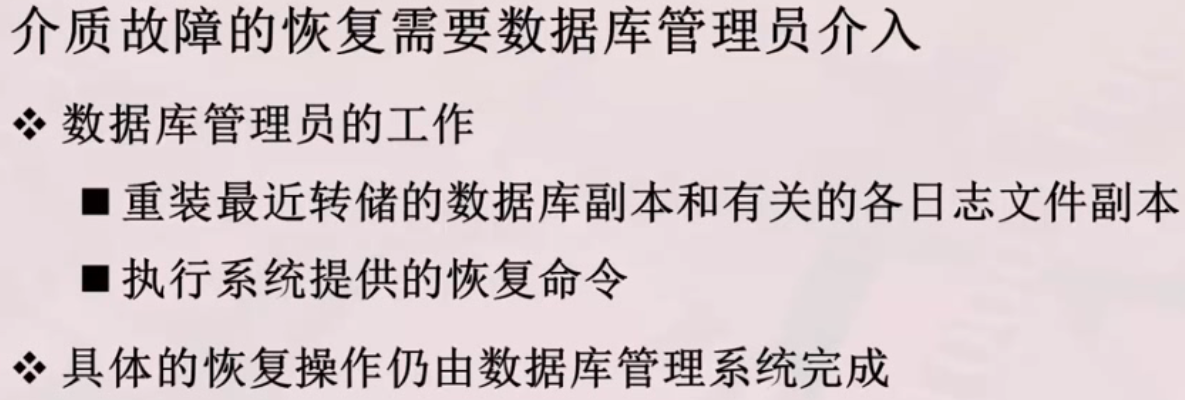 介质故障的恢复需要数据库管理员介入
❖ 数据库管理员的工作
■ 重装最近转储的数据库副本和有关的各日志文件副本
■ 执行系统提供的恢复命令
❖ 具体的恢复操作仍由数据库管理系统完成